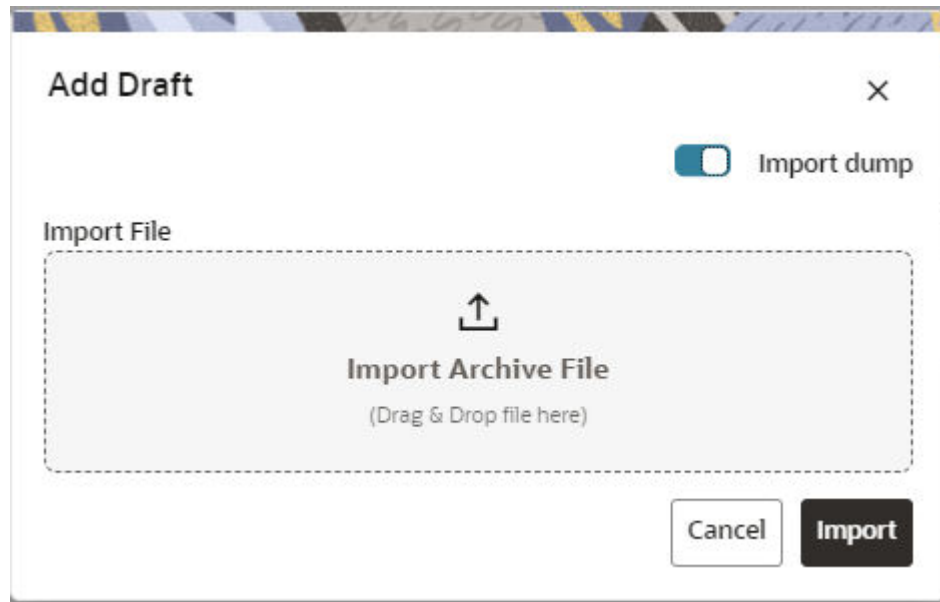 Add Draft
Import dump
Import File
Import Archive File
(Drag & Drop file here)
Cancel
Import